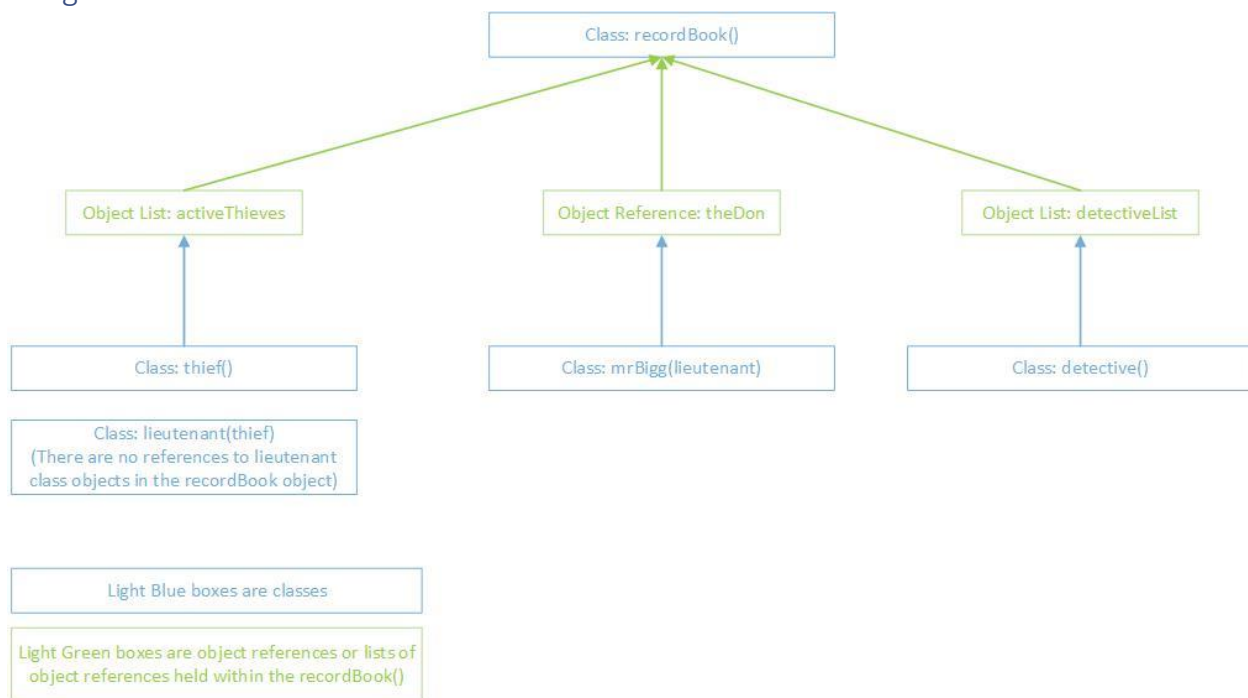 Class: recordBook()
Object List: activeThieves
Object Reference: theDon
Object List: detectiveList
Class: thief()
Class: mrBigg(lieutenant)
Class: detective()
Class: lieutenant(thief)
(There are no references to lieutenant
class objects in the recordBook object)
Light Blue boxes are classes
Light Green boxes are object references or lists of
object references held within the recordBook()